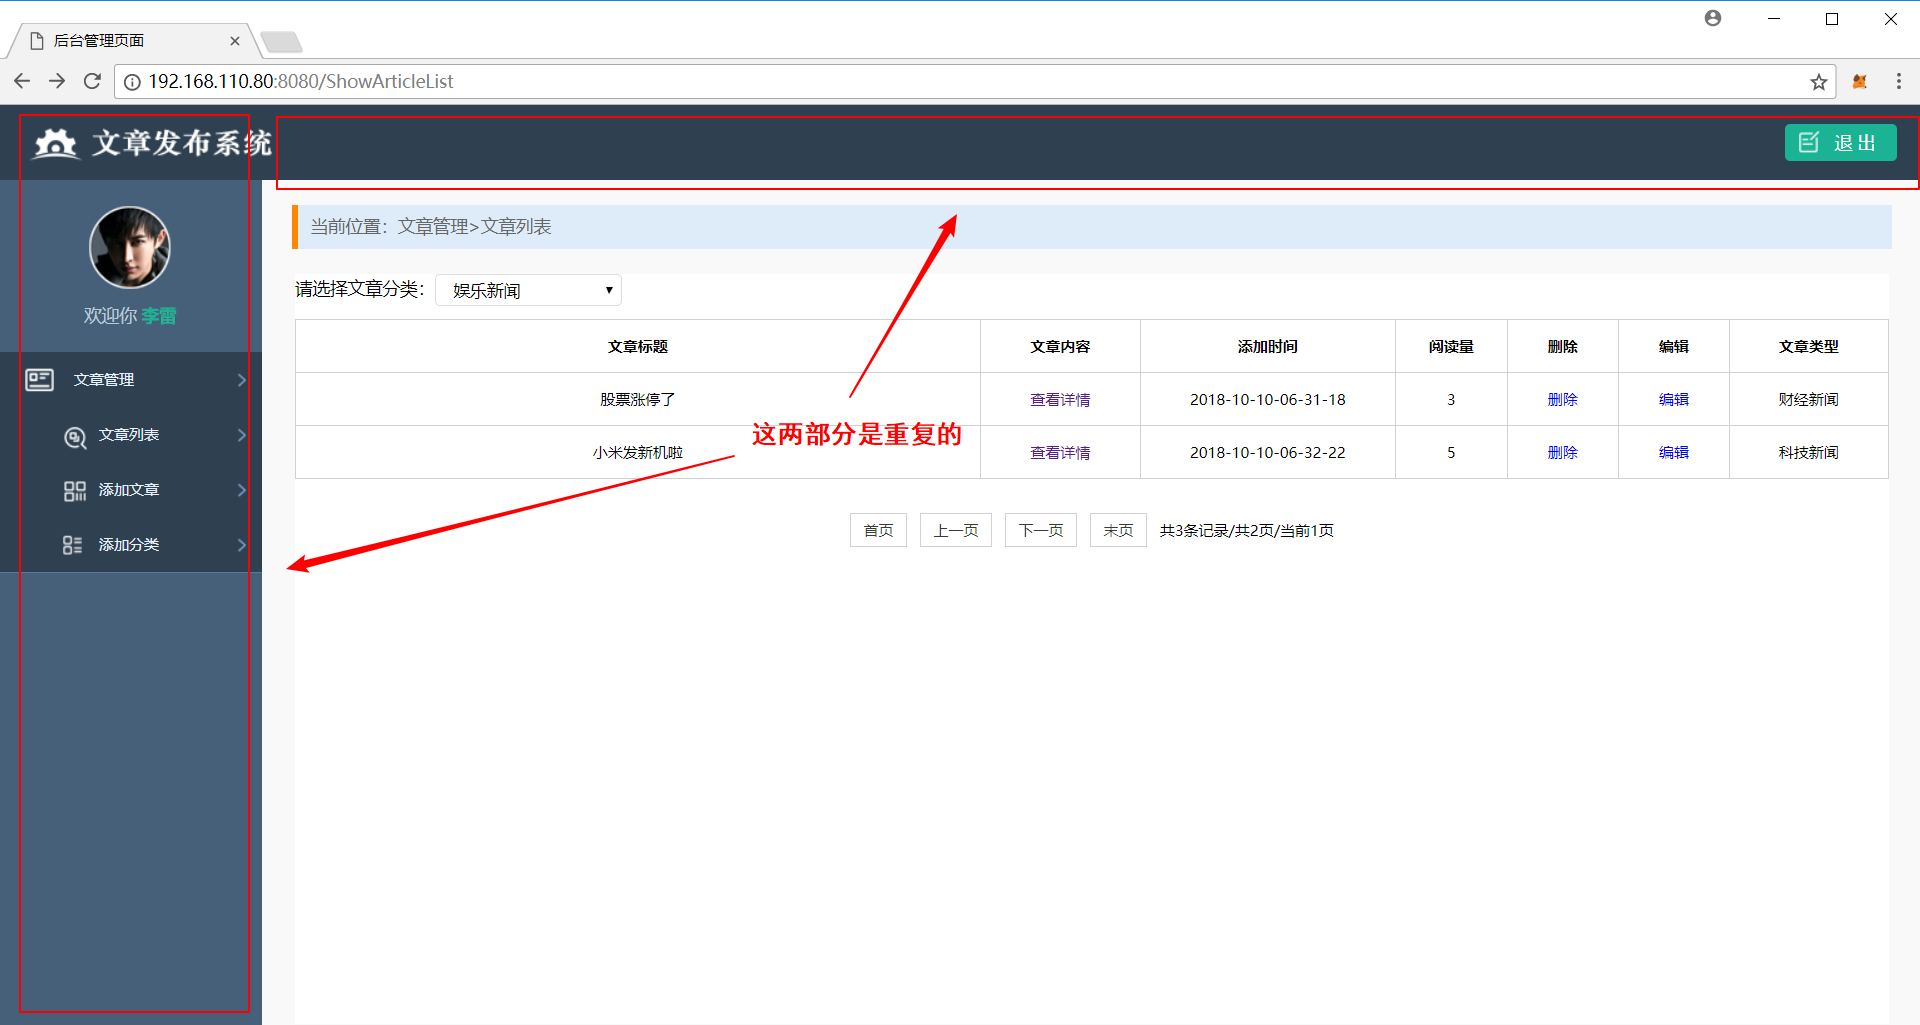 后台管理页面
192.168.110.80:8080/ShowArticleList
文章发布系统
退出
欢迎你 李雷
文章管理
文章列表
添加文章
添加分类
当前位置：文章管理>文章列表
请选择文章分类： 娱乐新闻
文章标题 文章内容 添加时间 阅读量 删除 编辑 文章类型
股票涨停了 查看详情 2018-10-10-06-31-18 3 删除 编辑 财经新闻
小米发新机啦 查看详情 2018-10-10-06-32-22 5 删除 编辑 科技新闻
这两部分是重复的
首页 上一页 下一页 末页 共3条记录/共2页/当前1页